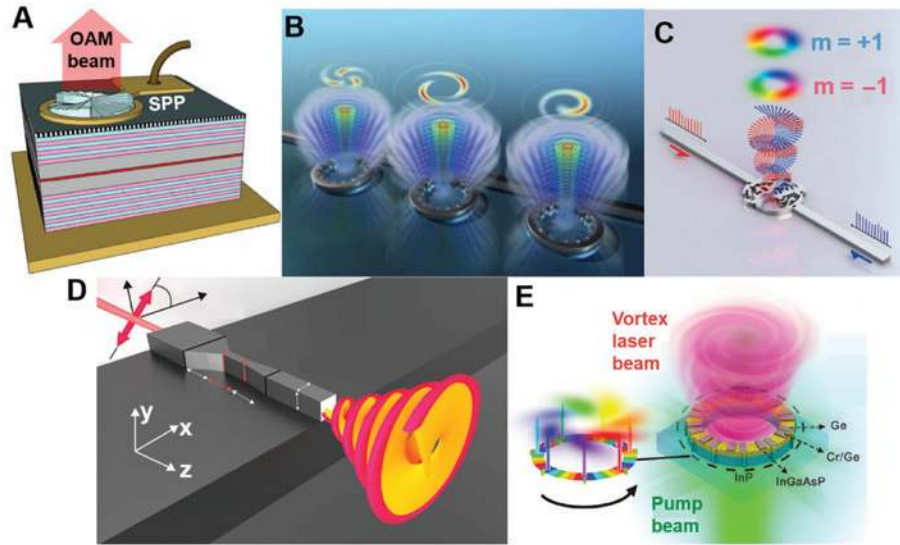 A
OAM
beam
SPP
B
C
m = +1
m = −1
D
y
x
z
E
Vortex
laser
beam
Ge
Cr/Ge
InGaAsP
InP
Pump
beam